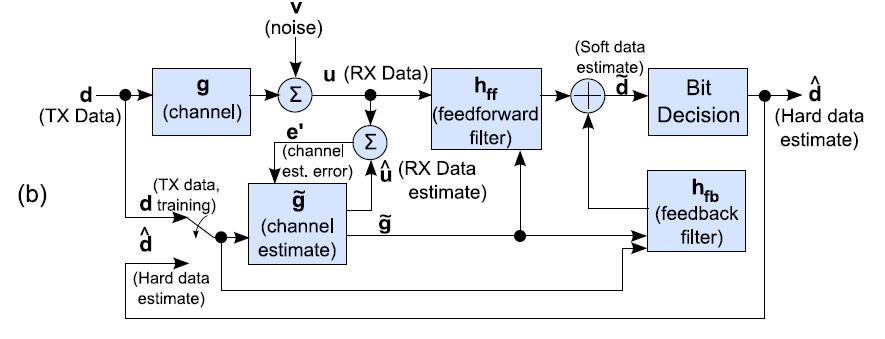 v
(noise)
d
(TX Data)
g
(channel)
Σ
u (RX Data)
h_ff
(feedforward
filter)
(Soft data
estimate)
d̃
Bit
Decision
d̂
(Hard data
estimate)
e'
(channel
est. error)
Σ
û (RX Data
estimate)
(b)
(TX data,
training)
d
g̃
(channel
estimate)
g̃
h_fb
(feedback
filter)
d̂
(Hard data
estimate)